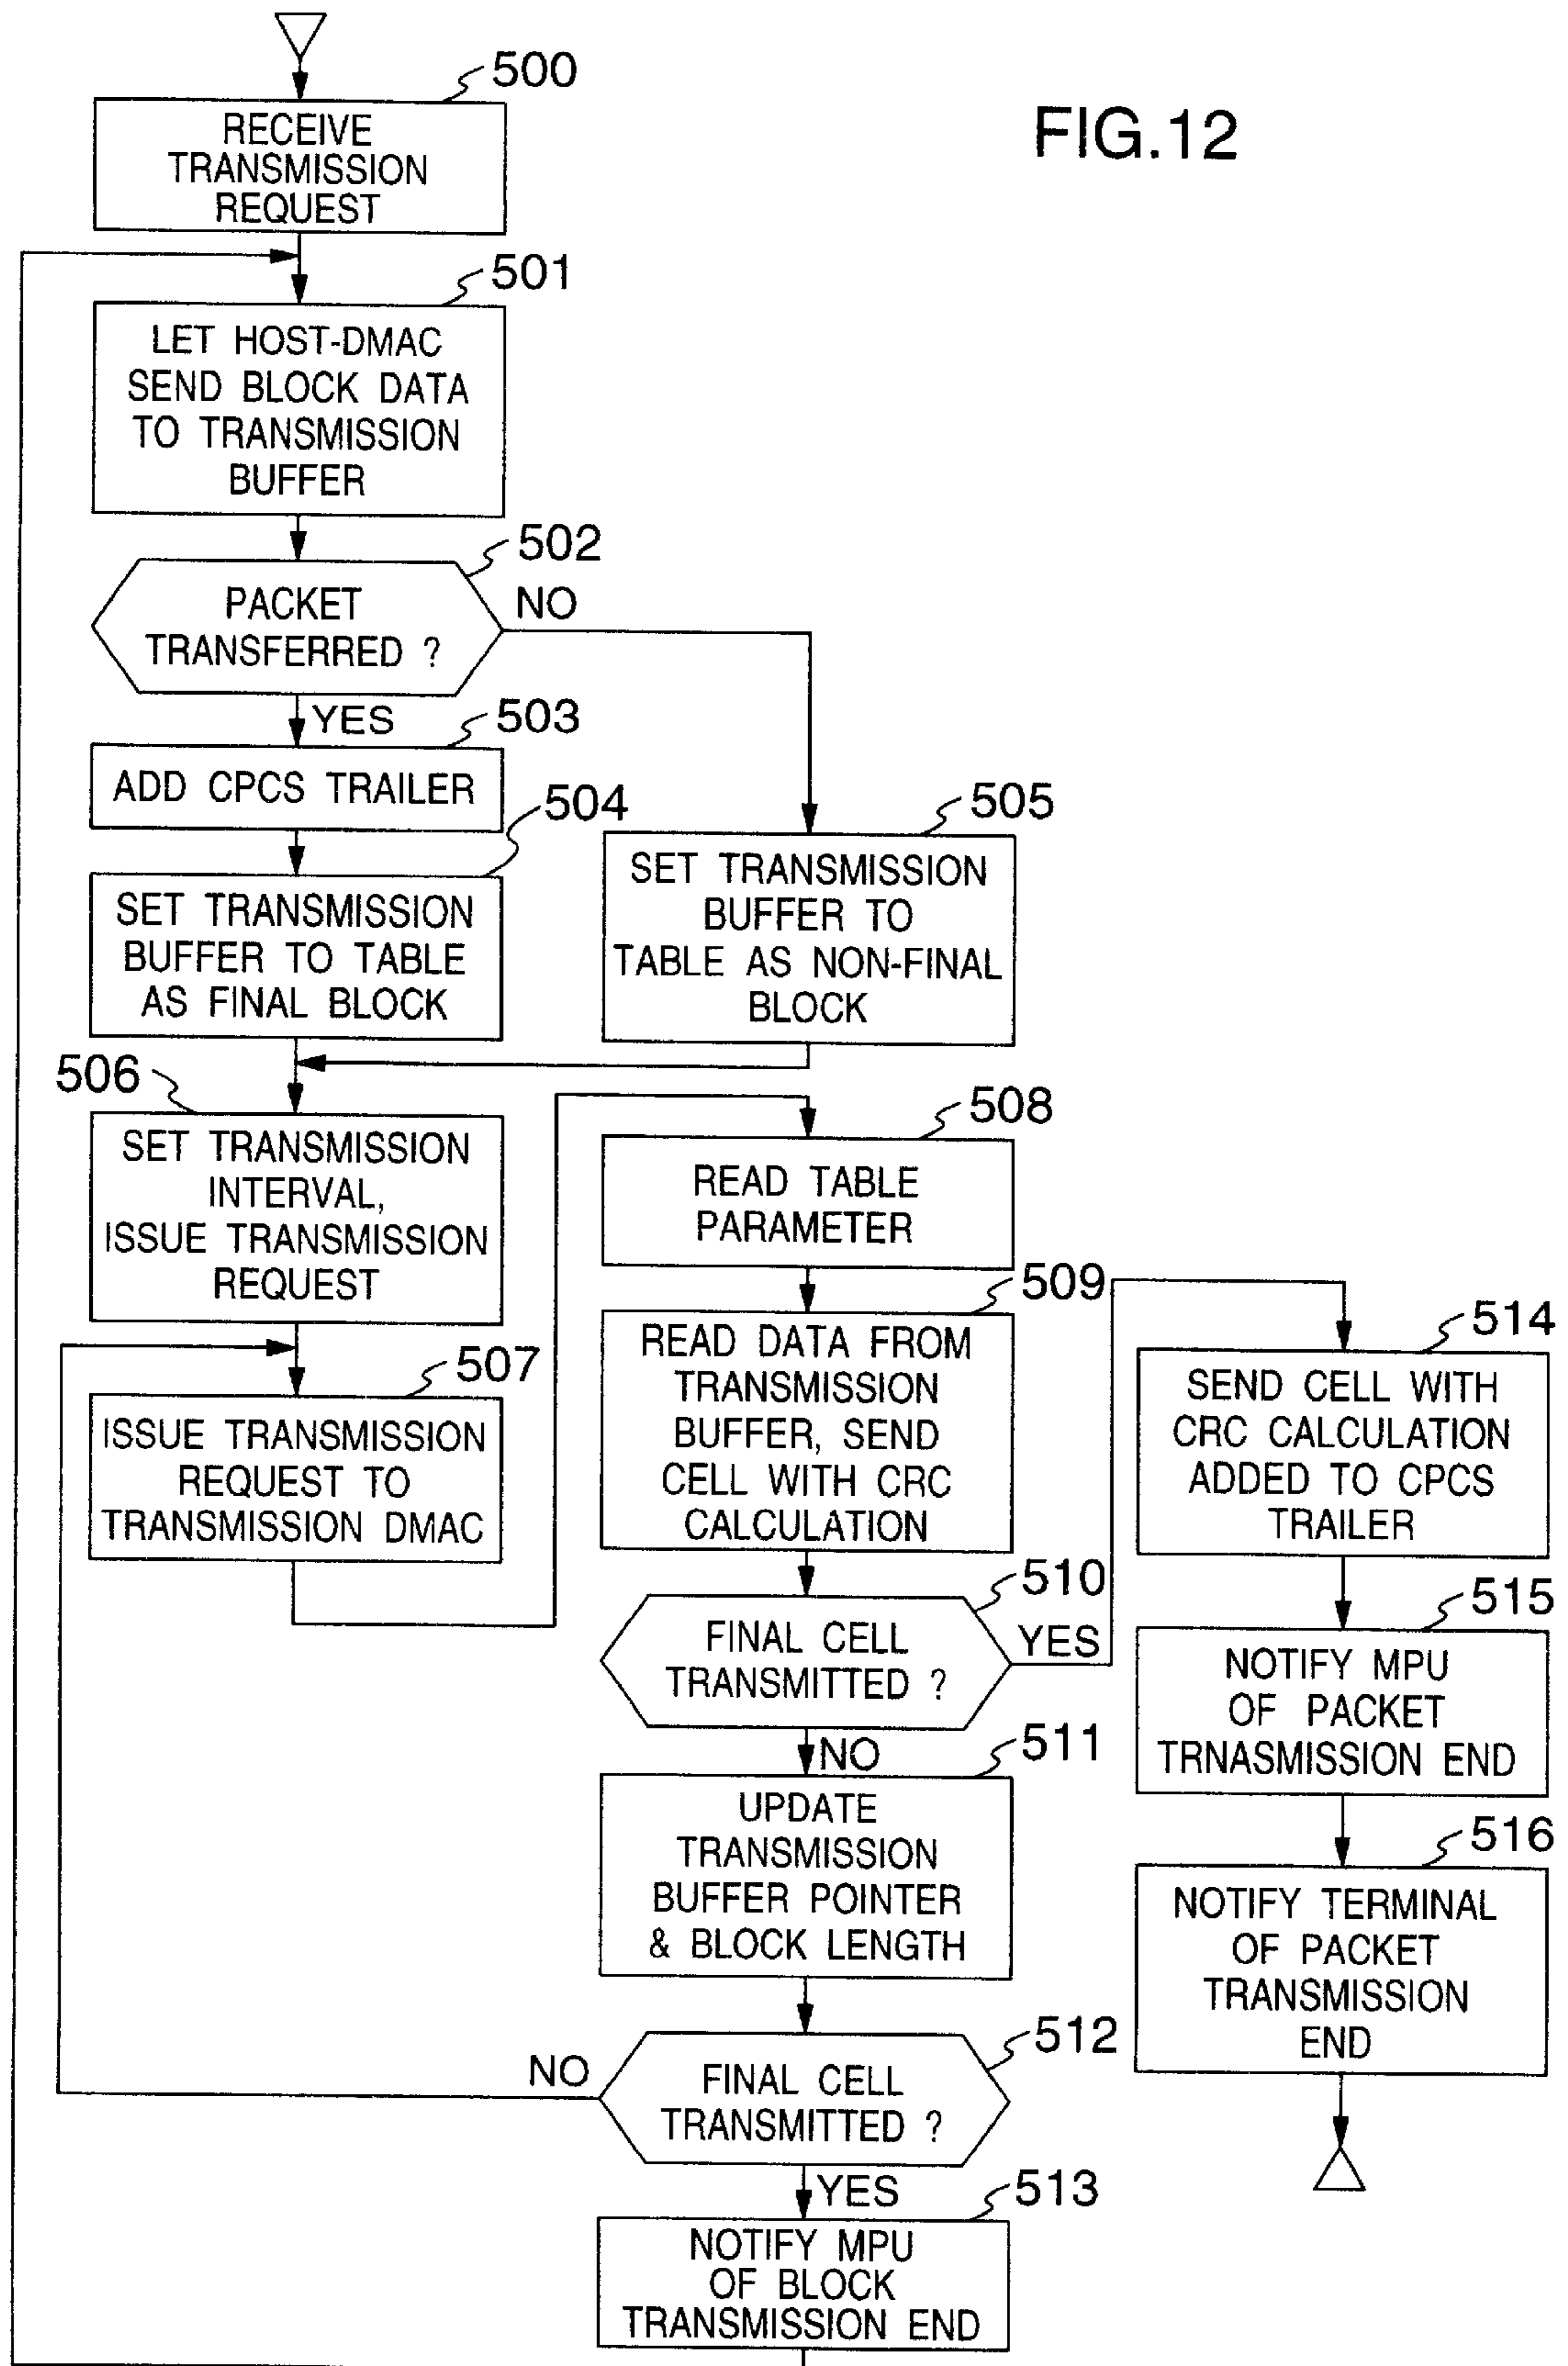 FIG.12
500
RECEIVE
TRANSMISSION
REQUEST
501
LET HOST-DMAC
SEND BLOCK DATA
TO TRANSMISSION
BUFFER
502
PACKET
TRANSFERRED ?
NO
YES
503
ADD CPCS TRAILER
504
SET TRANSMISSION
BUFFER TO TABLE
AS FINAL BLOCK
505
SET TRANSMISSION
BUFFER TO
TABLE AS NON-FINAL
BLOCK
506
SET TRANSMISSION
INTERVAL,
ISSUE TRANSMISSION
REQUEST
507
ISSUE TRANSMISSION
REQUEST TO
TRANSMISSION DMAC
508
READ TABLE
PARAMETER
509
READ DATA FROM
TRANSMISSION
BUFFER, SEND
CELL WITH CRC
CALCULATION
510
FINAL CELL
TRANSMITTED ?
YES
NO
511
UPDATE
TRANSMISSION
BUFFER POINTER
& BLOCK LENGTH
512
FINAL CELL
TRANSMITTED ?
NO
YES
513
NOTIFY MPU
OF BLOCK
TRANSMISSION END
514
SEND CELL WITH
CRC CALCULATION
ADDED TO CPCS
TRAILER
515
NOTIFY MPU
OF PACKET
TRNASMISSION END
516
NOTIFY TERMINAL
OF PACKET
TRANSMISSION
END